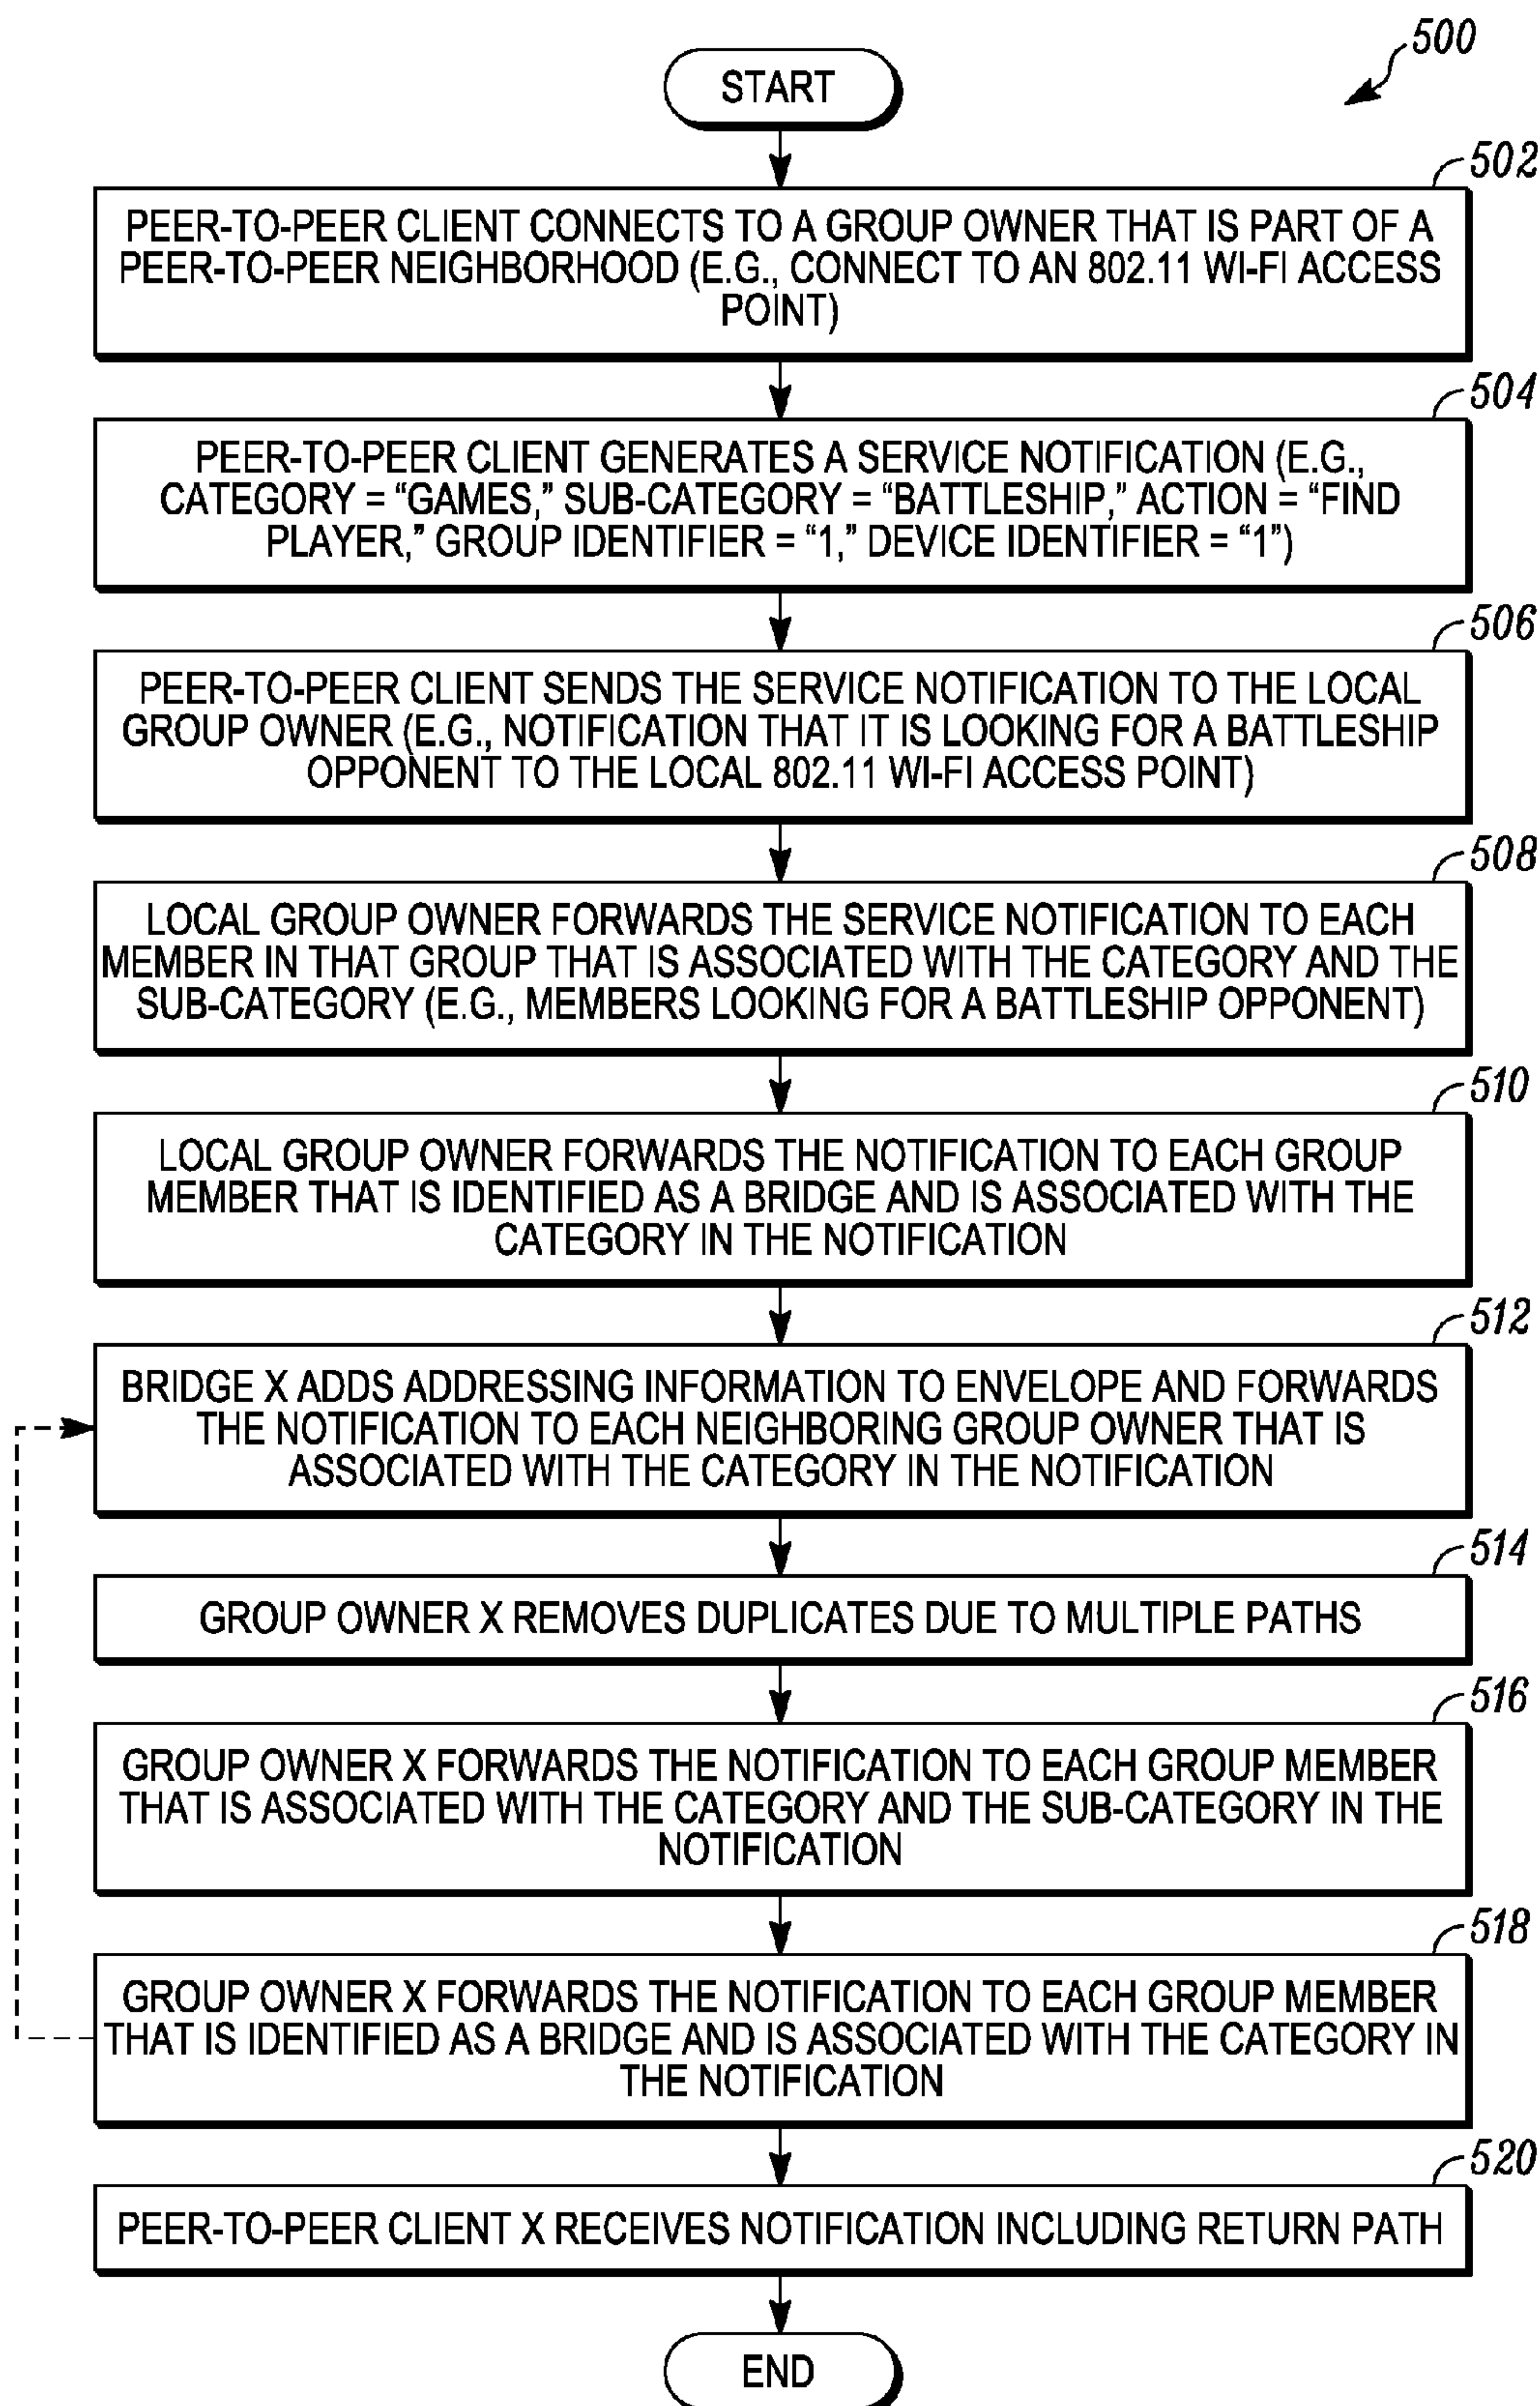 500
START
502
PEER-TO-PEER CLIENT CONNECTS TO A GROUP OWNER THAT IS PART OF A
PEER-TO-PEER NEIGHBORHOOD (E.G., CONNECT TO AN 802.11 WI-FI ACCESS
POINT)
504
PEER-TO-PEER CLIENT GENERATES A SERVICE NOTIFICATION (E.G.,
CATEGORY = “GAMES,” SUB-CATEGORY = “BATTLESHIP,” ACTION = “FIND
PLAYER,” GROUP IDENTIFIER = “1,” DEVICE IDENTIFIER = “1”)
506
PEER-TO-PEER CLIENT SENDS THE SERVICE NOTIFICATION TO THE LOCAL
GROUP OWNER (E.G., NOTIFICATION THAT IT IS LOOKING FOR A BATTLESHIP
OPPONENT TO THE LOCAL 802.11 WI-FI ACCESS POINT)
508
LOCAL GROUP OWNER FORWARDS THE SERVICE NOTIFICATION TO EACH
MEMBER IN THAT GROUP THAT IS ASSOCIATED WITH THE CATEGORY AND THE
SUB-CATEGORY (E.G., MEMBERS LOOKING FOR A BATTLESHIP OPPONENT)
510
LOCAL GROUP OWNER FORWARDS THE NOTIFICATION TO EACH GROUP
MEMBER THAT IS IDENTIFIED AS A BRIDGE AND IS ASSOCIATED WITH THE
CATEGORY IN THE NOTIFICATION
512
BRIDGE X ADDS ADDRESSING INFORMATION TO ENVELOPE AND FORWARDS
THE NOTIFICATION TO EACH NEIGHBORING GROUP OWNER THAT IS
ASSOCIATED WITH THE CATEGORY IN THE NOTIFICATION
514
GROUP OWNER X REMOVES DUPLICATES DUE TO MULTIPLE PATHS
516
GROUP OWNER X FORWARDS THE NOTIFICATION TO EACH GROUP MEMBER
THAT IS ASSOCIATED WITH THE CATEGORY AND THE SUB-CATEGORY IN THE
NOTIFICATION
518
GROUP OWNER X FORWARDS THE NOTIFICATION TO EACH GROUP MEMBER
THAT IS IDENTIFIED AS A BRIDGE AND IS ASSOCIATED WITH THE CATEGORY IN
THE NOTIFICATION
520
PEER-TO-PEER CLIENT X RECEIVES NOTIFICATION INCLUDING RETURN PATH
END